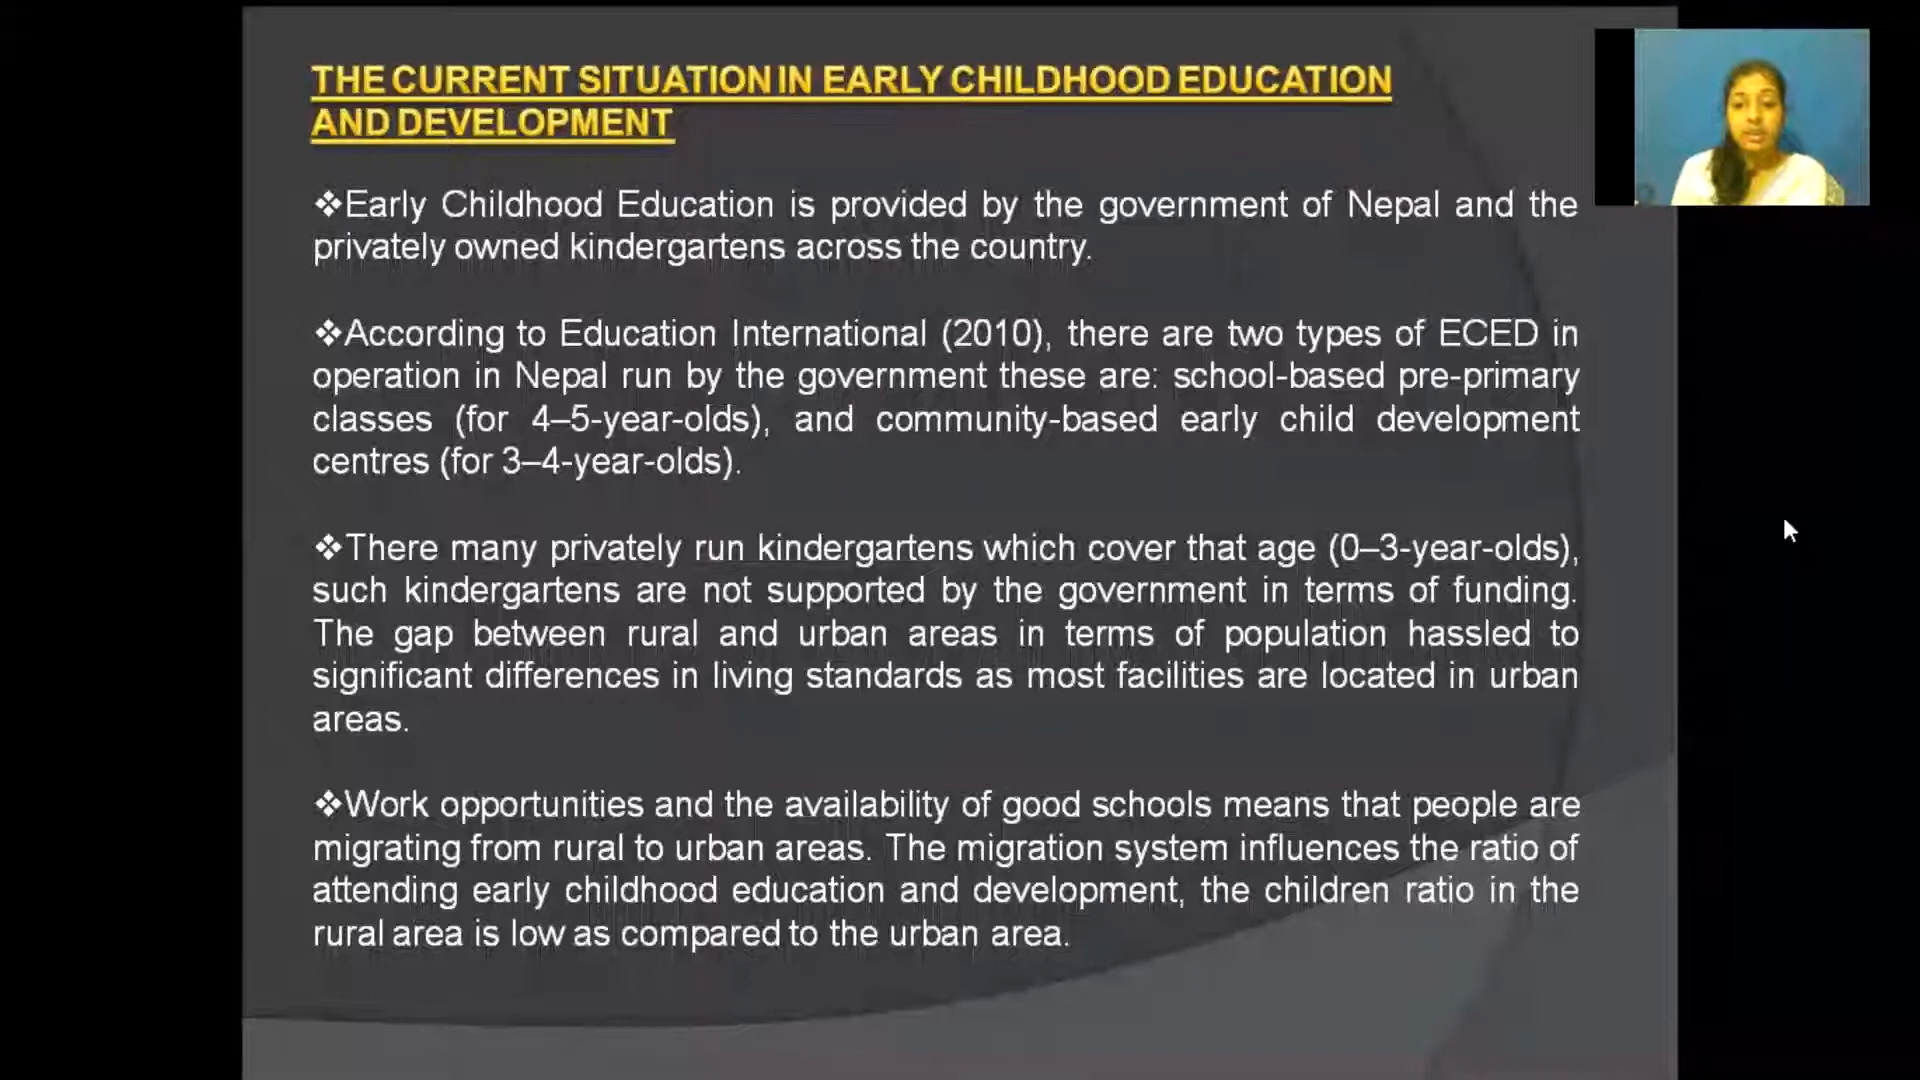 THE CURRENT SITUATION IN EARLY CHILDHOOD EDUCATION
AND DEVELOPMENT
❖Early Childhood Education is provided by the government of Nepal and the
privately owned kindergartens across the country.
❖According to Education International (2010), there are two types of ECED in
operation in Nepal run by the government these are: school-based pre-primary
classes (for 4–5-year-olds), and community-based early child development
centres (for 3–4-year-olds).
❖There many privately run kindergartens which cover that age (0–3-year-olds),
such kindergartens are not supported by the government in terms of funding.
The gap between rural and urban areas in terms of population hassled to
significant differences in living standards as most facilities are located in urban
areas.
❖Work opportunities and the availability of good schools means that people are
migrating from rural to urban areas. The migration system influences the ratio of
attending early childhood education and development, the children ratio in the
rural area is low as compared to the urban area.